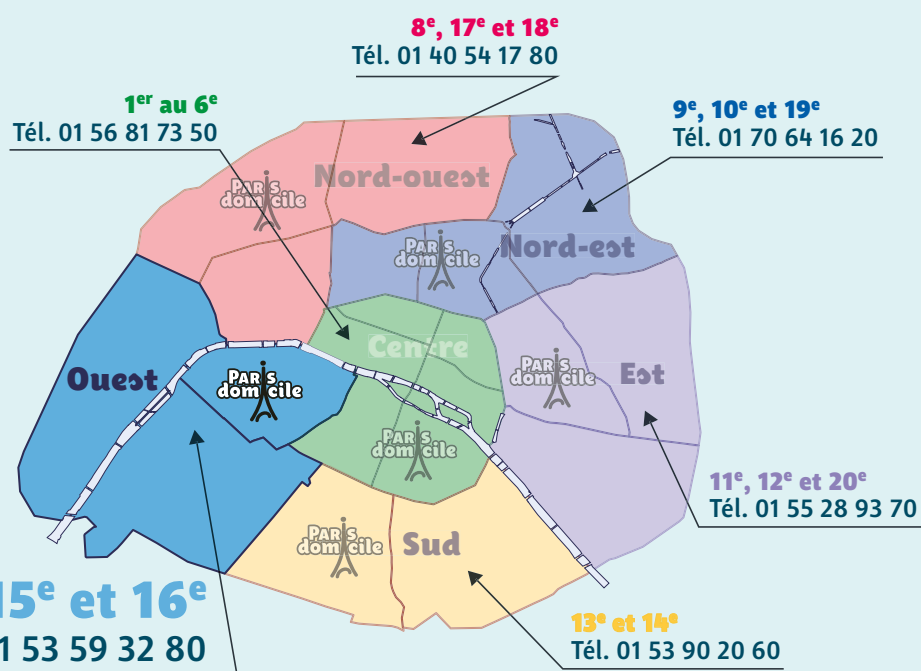 8e, 17e et 18e
Tél. 01 40 54 17 80
1er au 6e
Tél. 01 56 81 73 50
9e, 10e et 19e
Tél. 01 70 64 16 20
Nord-ouest
PARIS
domicile
Nord-est
PARIS
domicile
Centre
Ouest
PARIS
domicile
Est
PARIS
domicile
PARIS
domicile
11e, 12e et 20e
Tél. 01 55 28 93 70
Sud
PARIS
domicile
15e et 16e
01 53 59 32 80
13e et 14e
Tél. 01 53 90 20 60